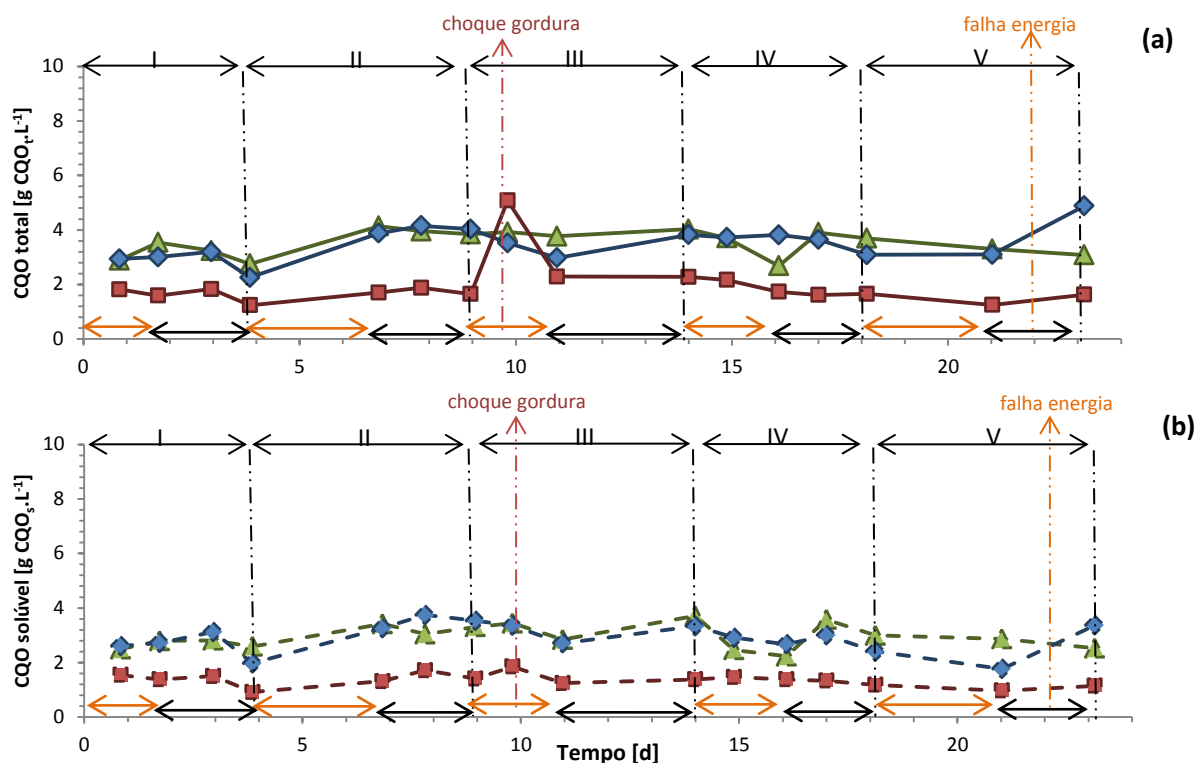 choque gordura
falha energia
(a)
I II III IV V
10
8
6
4
2
0
CQO total [g CQOt.L-1]
0 5 10 15 20
choque gordura
falha energia
(b)
I II III IV V
10
8
6
4
2
0
CQO solúvel [g CQOs.L-1]
0 5 10 15 20
Tempo [d]